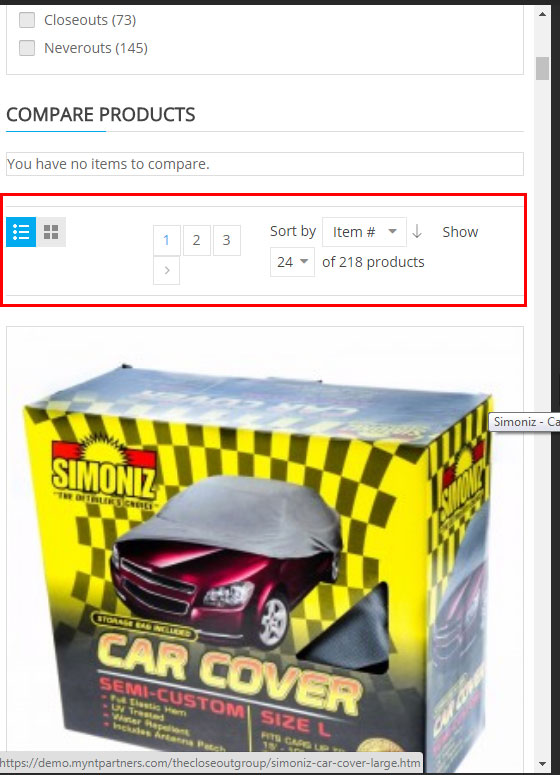 Closeouts (73)
Neverouts (145)
COMPARE PRODUCTS
You have no items to compare.
1 2 3
>
Sort by Item # ↓ Show
24 of 218 products
CAR COVER
Simoniz - Ca
SIMONIZ
"THE DETAILER'S CHOICE"
SIMONIZ
STORAGE BAG INCLUDED
CAR COVER
SEMI-CUSTOM SIZE L
• Full Elastic Hem
• UV Treated
• Water Repellent
• Includes Antenna Patch
FITS CARS UP TO
https://demo.myntpartners.com/thecloseoutgroup/simoniz-car-cover-large.htm